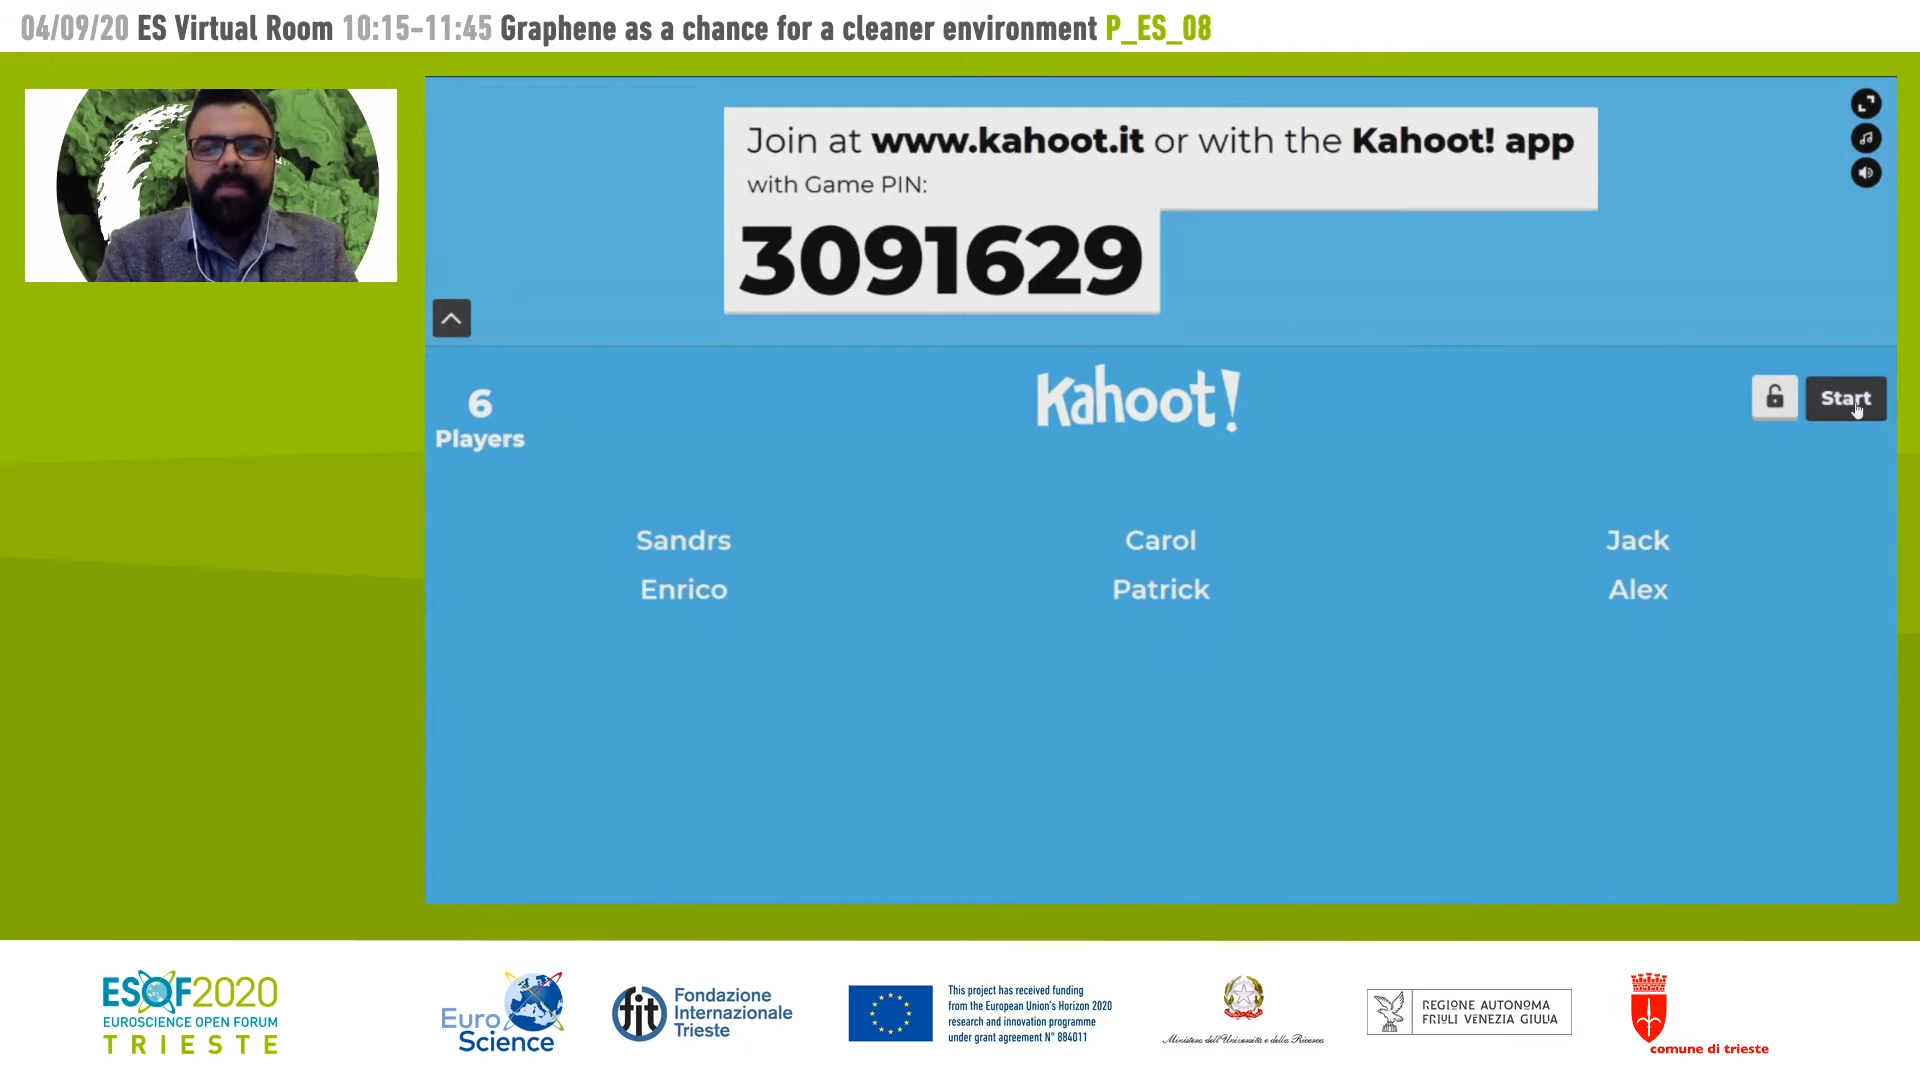 04/09/20 ES Virtual Room 10:15-11:45 Graphene as a chance for a cleaner environment P_ES_08
Join at www.kahoot.it or with the Kahoot! app
with Game PIN:
3091629
6
Players
Kahoot!
Start
Sandrs
Carol
Jack
Enrico
Patrick
Alex
ESOF2020
EUROSCIENCE OPEN FORUM
TRIESTE
Euro
Science
fit
Fondazione
Internazionale
Trieste
This project has received funding
from the European Union's Horizon 2020
research and innovation programme
under grant agreement N° 884011
Ministero dell'Università e della Ricerca
REGIONE AUTONOMA
FRIULI VENEZIA GIULIA
comune di trieste